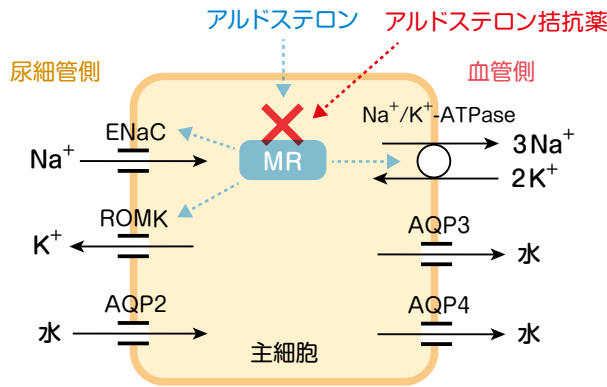 アルドステロン
アルドステロン拮抗薬
尿細管側
血管側
ENaC
Na⁺/K⁺-ATPase
Na⁺
MR
3Na⁺
2K⁺
ROMK
K⁺
AQP3
水
AQP2
AQP4
水
水
主細胞